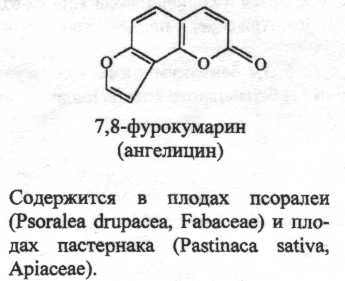 O
O
O
7,8-фурокумарин
(ангелицин)
Содержится в плодах псоралеи
(Psoralea drupacea, Fabaceae) и пло-
дах пастернака (Pastinaca sativa,
Apiaceae).